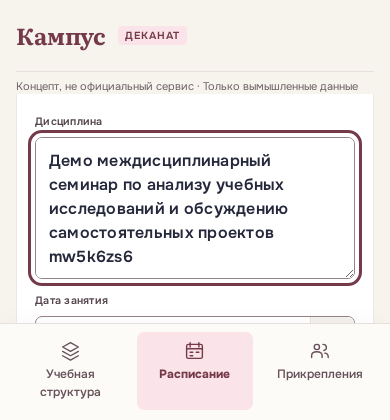 Кампус
ДЕКАНАТ
Концепт, не официальный сервис · Только вымышленные данные
Дисциплина
Демо междисциплинарный
семинар по анализу учебных
исследований и обсуждению
самостоятельных проектов
mw5k6zs6
Дата занятия
Учебная
структура
Расписание
Прикрепления